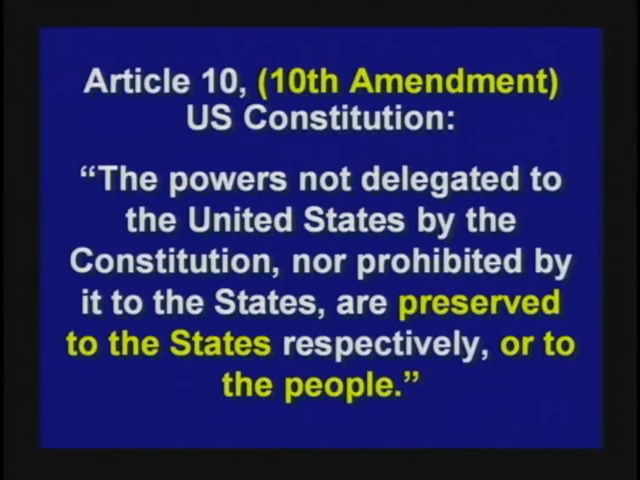 Article 10, (10th Amendment)
US Constitution:
“The powers not delegated to
the United States by the
Constitution, nor prohibited by
it to the States, are preserved
to the States respectively, or to
the people.”